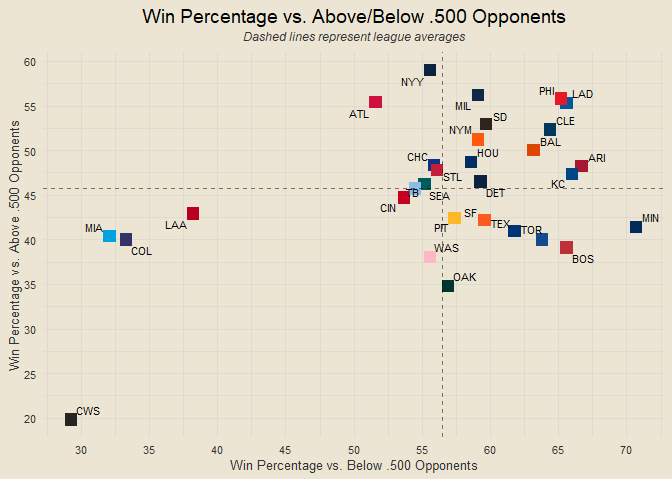 Win Percentage vs. Above/Below .500 Opponents
Dashed lines represent league averages
Win Percentage vs. Above .500 Opponents
60
55
50
45
40
35
30
25
20
NYY
ATL
MIL
PHI
LAD
SD
CLE
NYM
BAL
CHC
HOU
ARI
STL
KC
TB
SEA
DET
CIN
LAA
MIA
COL
PIT
SF
TEX
TOR
MIN
WAS
BOS
OAK
CWS
30
35
40
45
50
55
60
65
70
Win Percentage vs. Below .500 Opponents